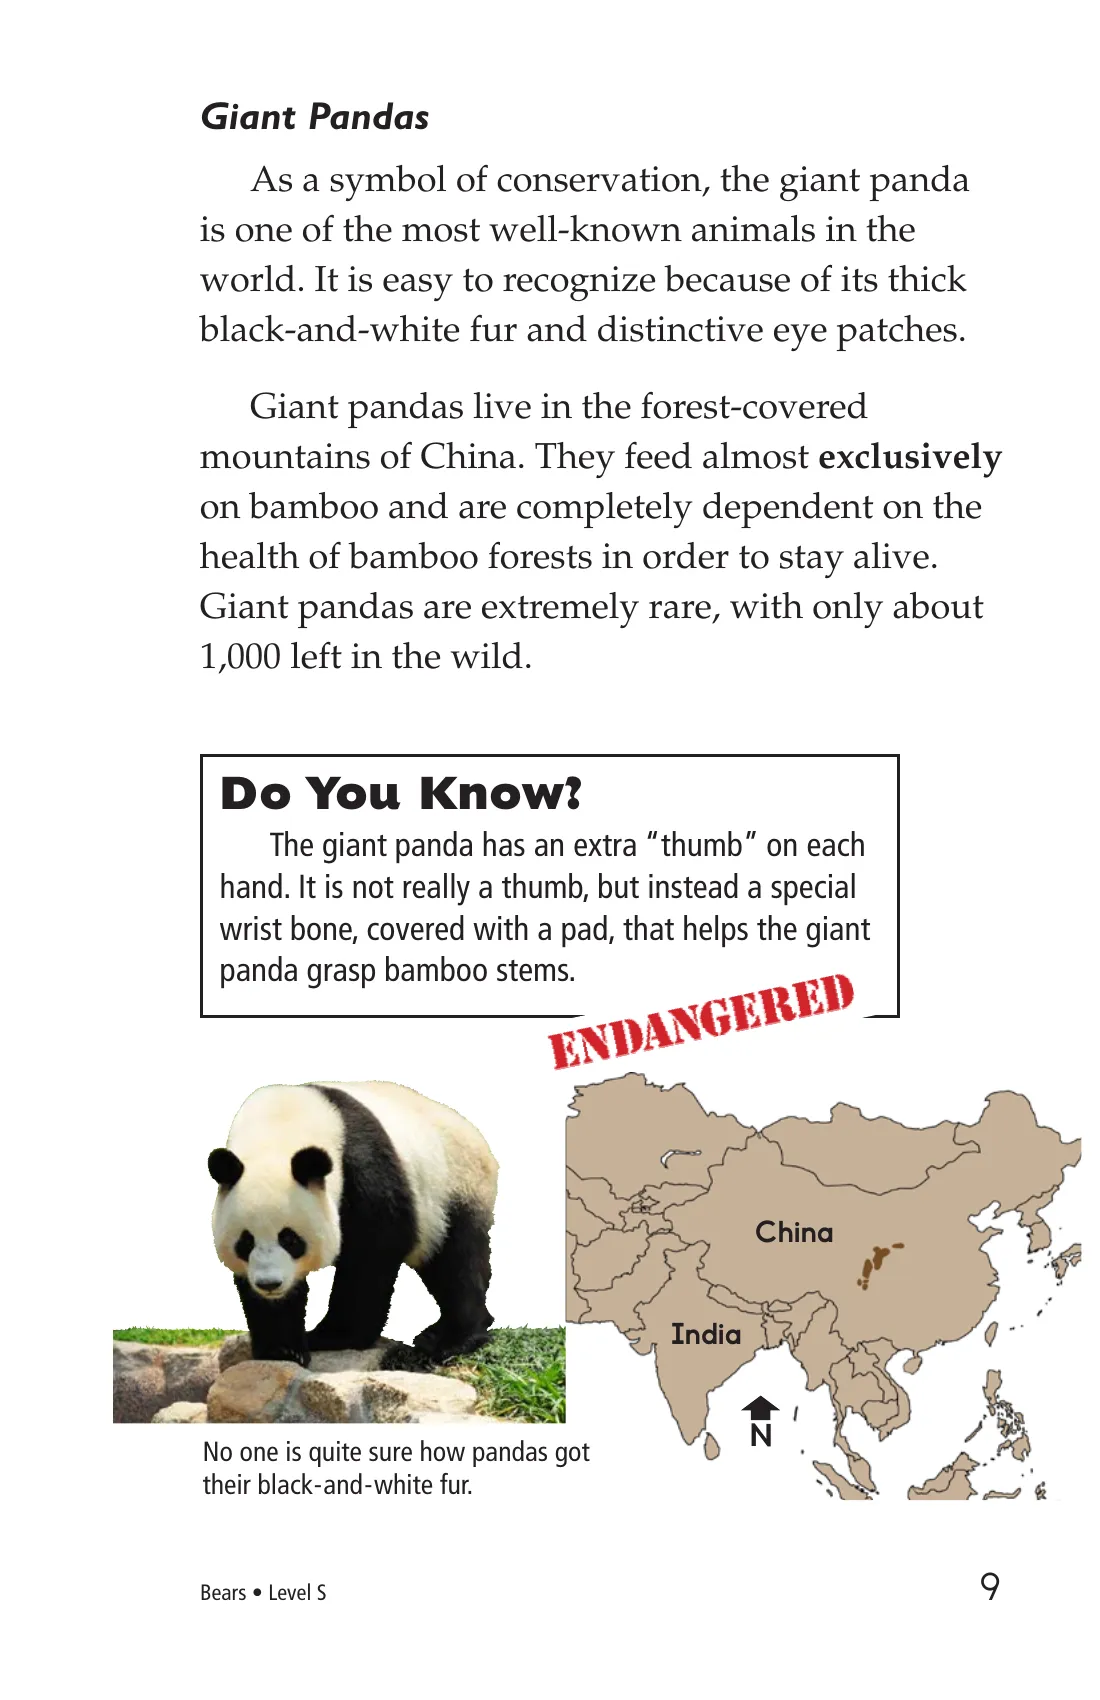 Giant Pandas
As a symbol of conservation, the giant panda
is one of the most well-known animals in the
world. It is easy to recognize because of its thick
black-and-white fur and distinctive eye patches.
Giant pandas live in the forest-covered
mountains of China. They feed almost exclusively
on bamboo and are completely dependent on the
health of bamboo forests in order to stay alive.
Giant pandas are extremely rare, with only about
1,000 left in the wild.
Do You Know?
The giant panda has an extra “thumb” on each
hand. It is not really a thumb, but instead a special
wrist bone, covered with a pad, that helps the giant
panda grasp bamboo stems.
ENDANGERED
China
India
N
No one is quite sure how pandas got
their black-and-white fur.
Bears • Level S
9